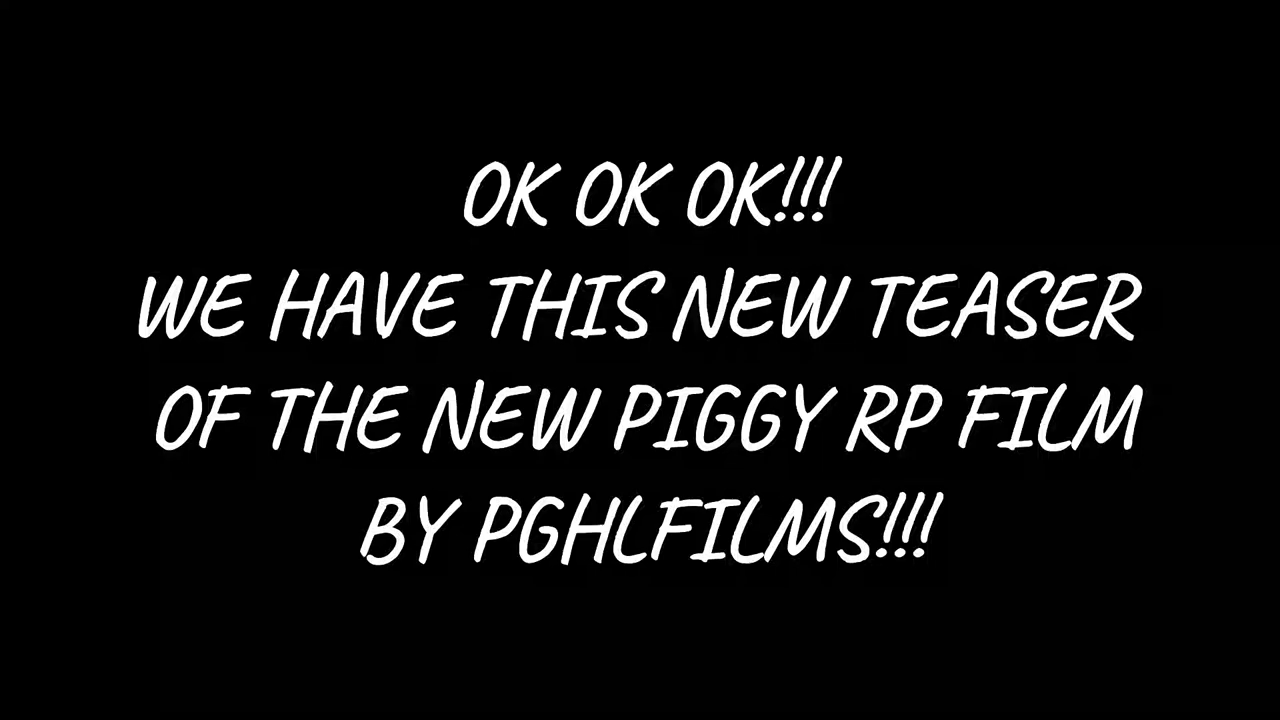 OK OK OK!!!
WE HAVE THIS NEW TEASER
OF THE NEW PIGGY RP FILM
BY PGHLFILMS!!!